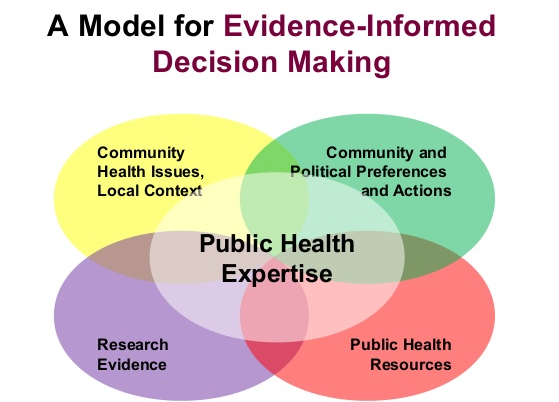 A Model for Evidence-Informed
Decision Making
Community
Health Issues,
Local Context
Community and
Political Preferences
and Actions
Public Health
Expertise
Research
Evidence
Public Health
Resources